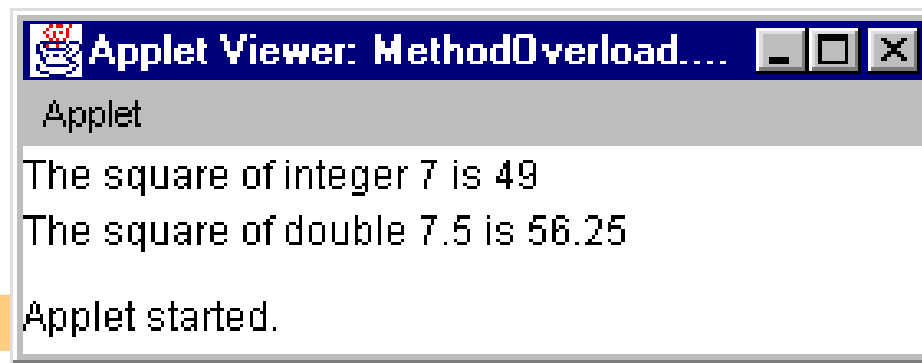 Applet Viewer: MethodOverload....
Applet
The square of integer 7 is 49
The square of double 7.5 is 56.25
Applet started.